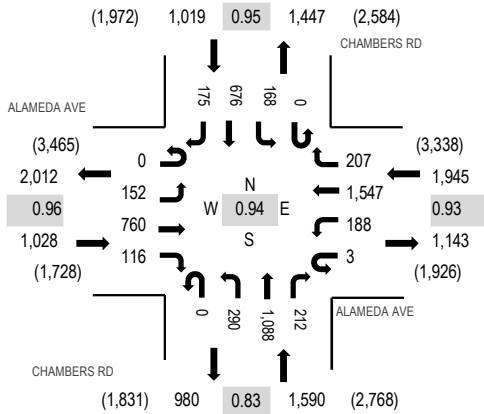 (1,972) 1,019 0.95 1,447 (2,584)
CHAMBERS RD
175 676 168 0
ALAMEDA AVE
(3,465) (3,338)
0 207
2,012 1,945
152 1,547
N
0.96 W 0.94 E 0.93
760 188
S
1,028 1,143
116 3
(1,728) (1,926)
0 290 1,088 212
ALAMEDA AVE
CHAMBERS RD
(1,831) 980 0.83 1,590 (2,768)